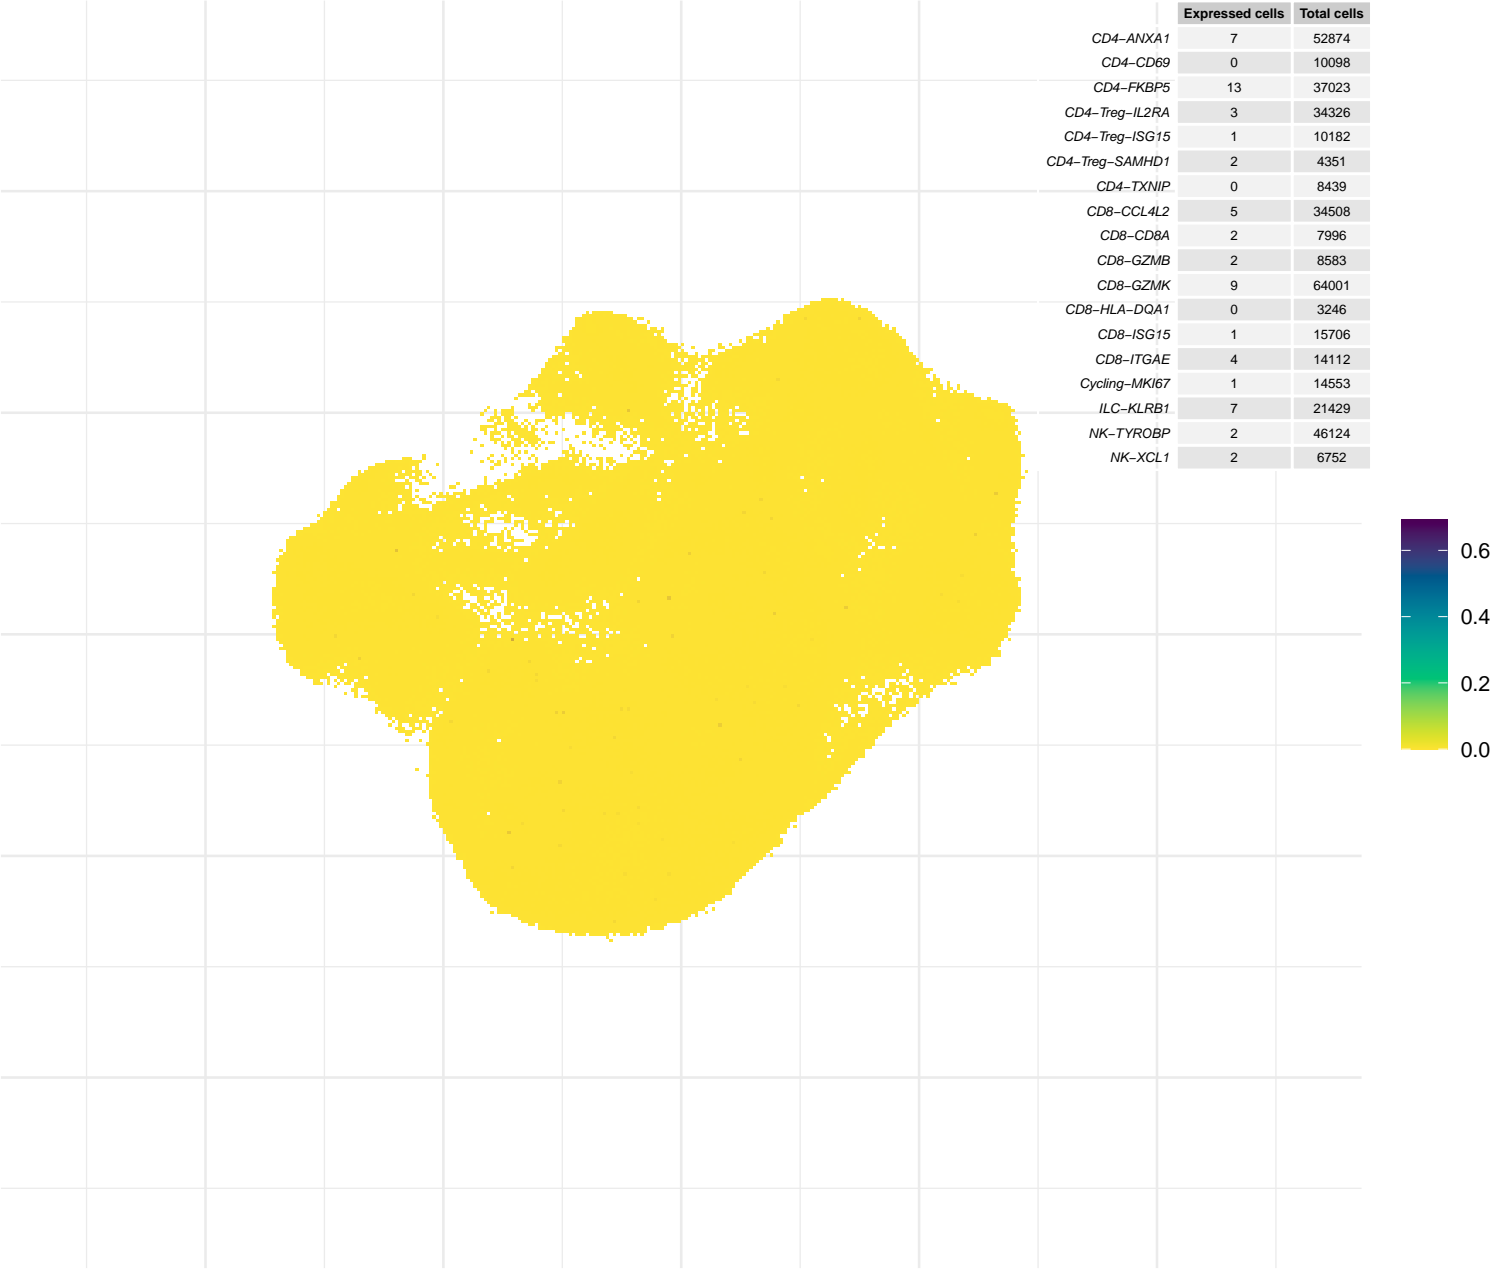 Expressed cells Total cells
CD4−ANXA1 7 52874
CD4−CD69 0 10098
CD4−FKBP5 13 37023
CD4−Treg−IL2RA 3 34326
CD4−Treg−ISG15 1 10182
CD4−Treg−SAMHD1 2 4351
CD4−TXNIP 0 8439
CD8−CCL4L2 5 34508
CD8−CD8A 2 7996
CD8−GZMB 2 8583
CD8−GZMK 9 64001
CD8−HLA−DQA1 0 3246
CD8−ISG15 1 15706
CD8−ITGAE 4 14112
Cycling−MKI67 1 14553
ILC−KLRB1 7 21429
NK−TYROBP 2 46124
NK−XCL1 2 6752
0.6
0.4
0.2
0.0